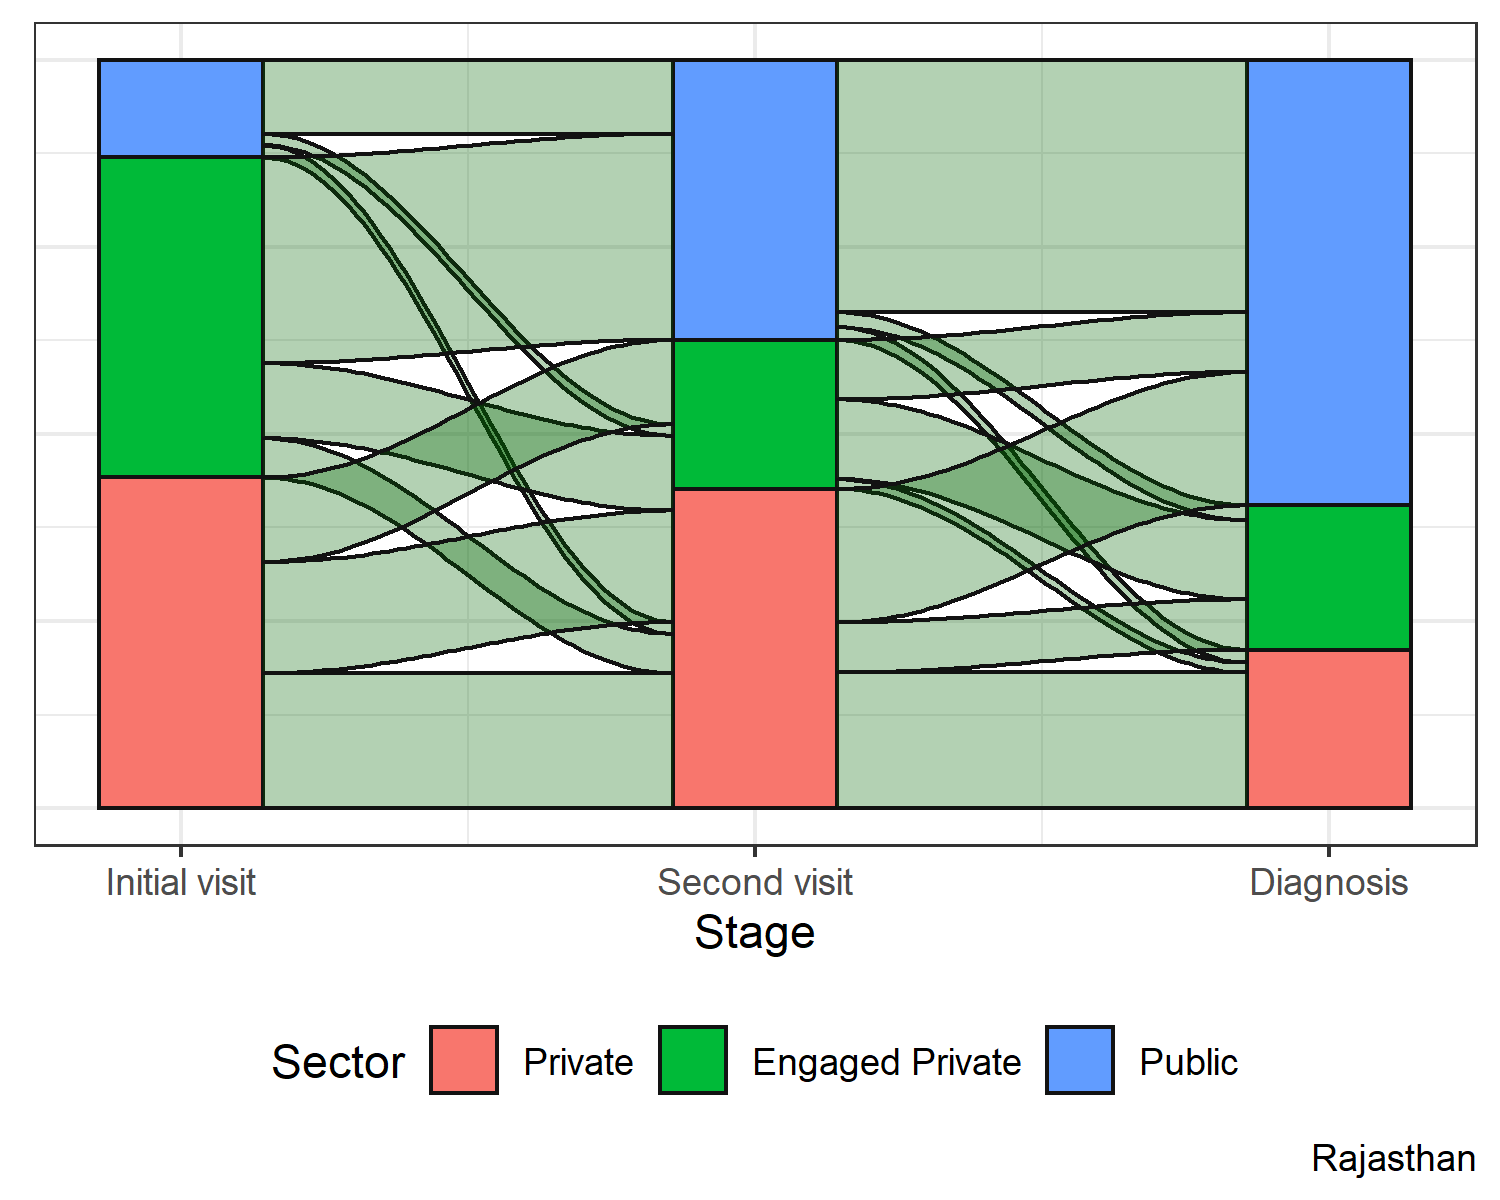 Initial visit Second visit Diagnosis
Stage
Sector Private Engaged Private Public
Rajasthan